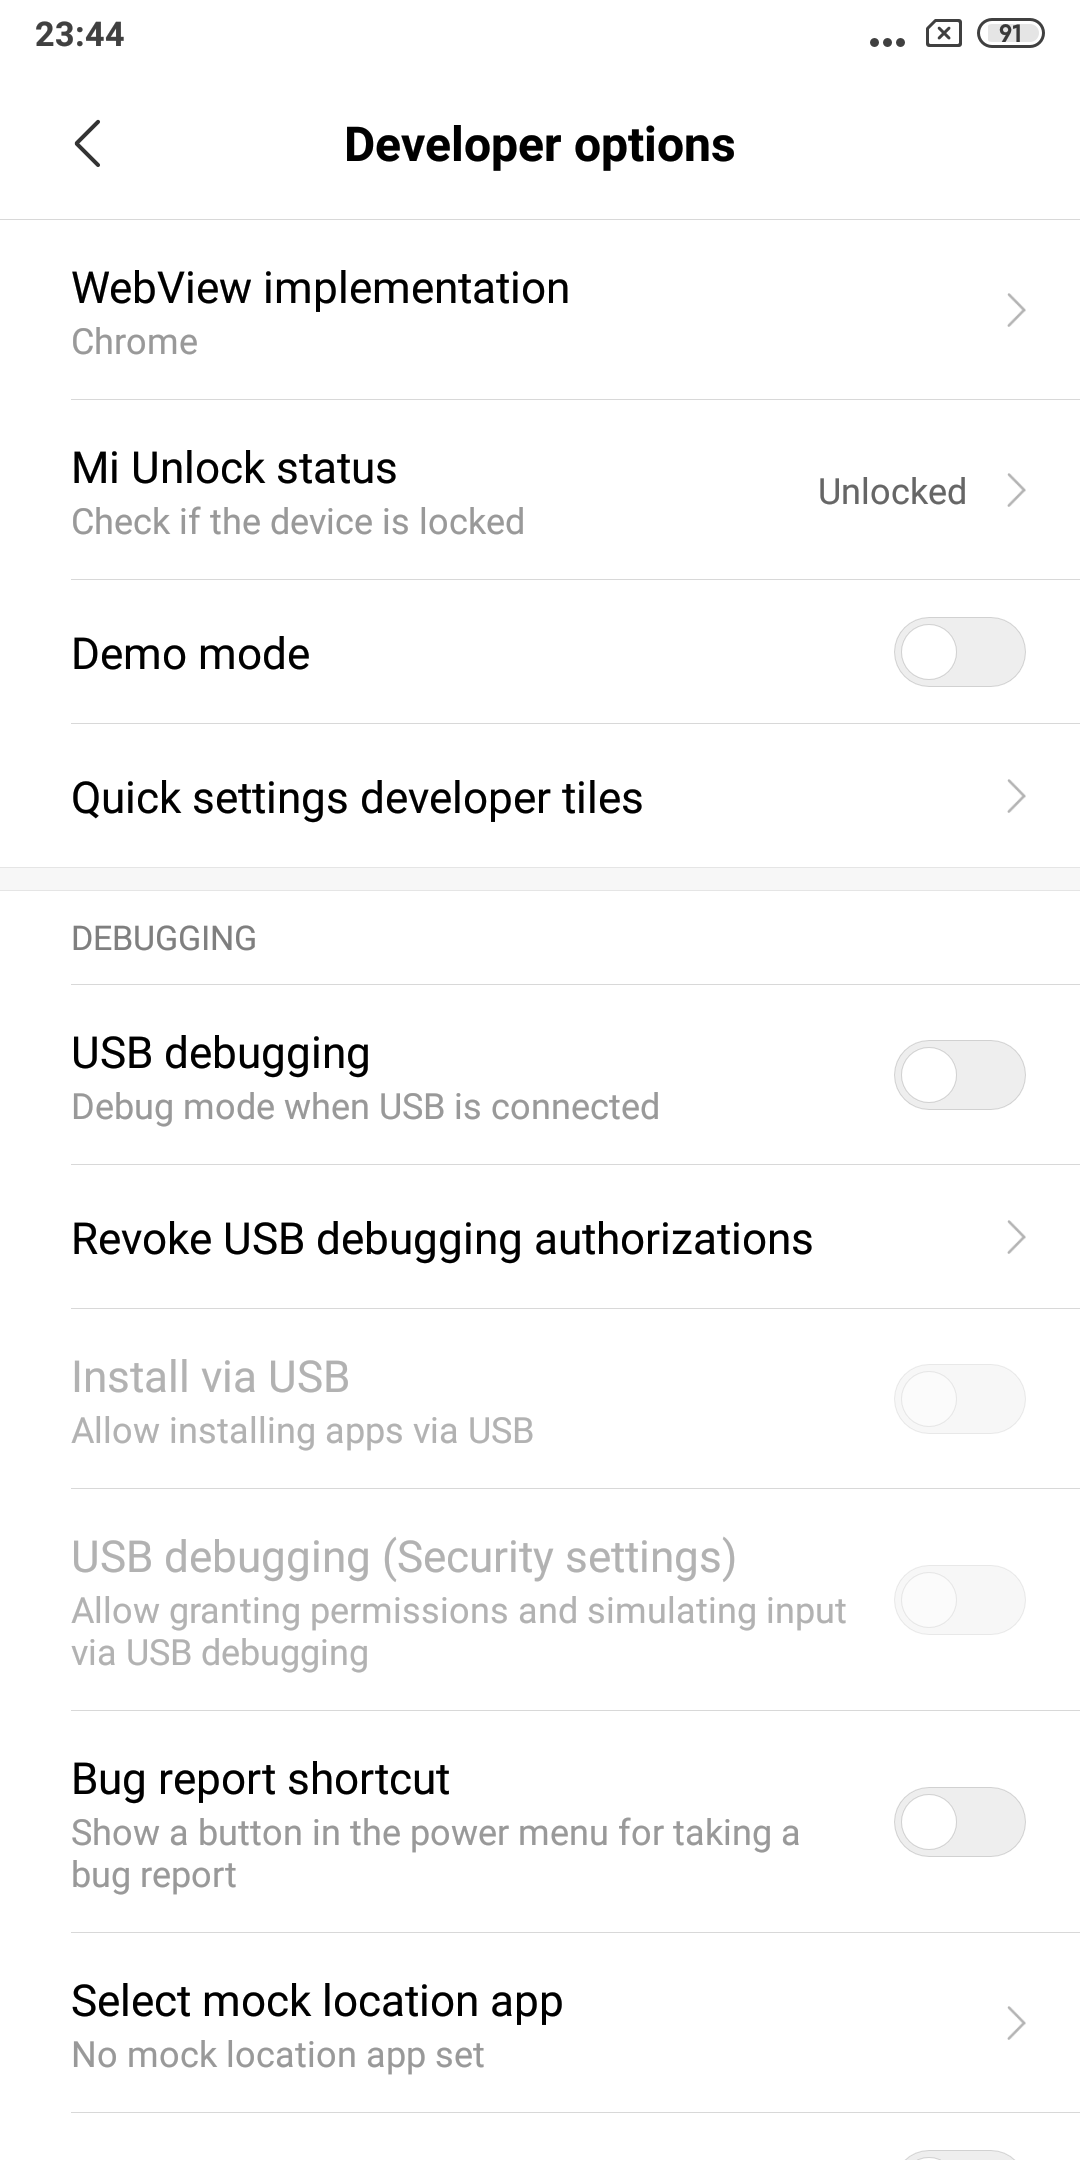 23:44
91
Developer options
WebView implementation
Chrome
Mi Unlock status
Check if the device is locked
Unlocked
Demo mode
Quick settings developer tiles
DEBUGGING
USB debugging
Debug mode when USB is connected
Revoke USB debugging authorizations
Install via USB
Allow installing apps via USB
USB debugging (Security settings)
Allow granting permissions and simulating input
via USB debugging
Bug report shortcut
Show a button in the power menu for taking a
bug report
Select mock location app
No mock location app set